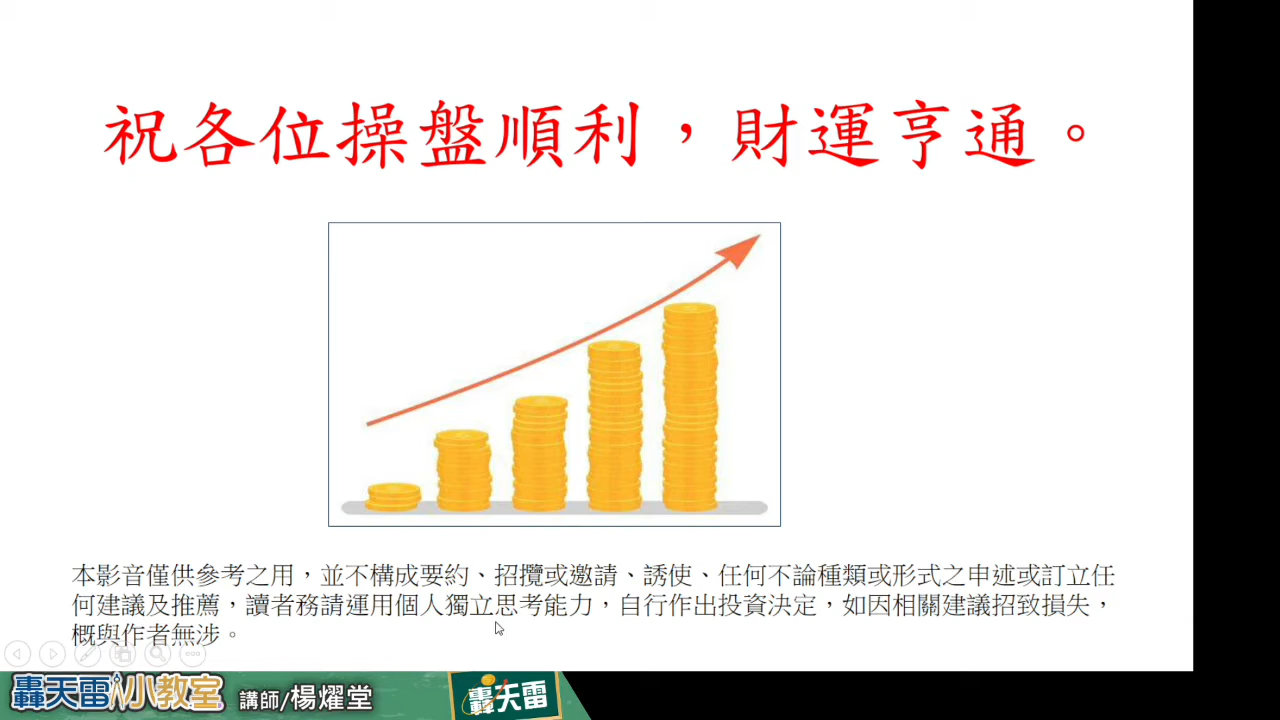 祝各位操盤順利，財運亨通。
本影音僅供參考之用，並不構成要約、招攬或邀請、誘使、任何不論種類或形式之申述或訂立任
何建議及推薦，讀者務請運用個人獨立思考能力，自行作出投資決定，如因相關建議招致損失，
概與作者無涉。
轟天雷小教室 講師/楊燿堂 轟天雷